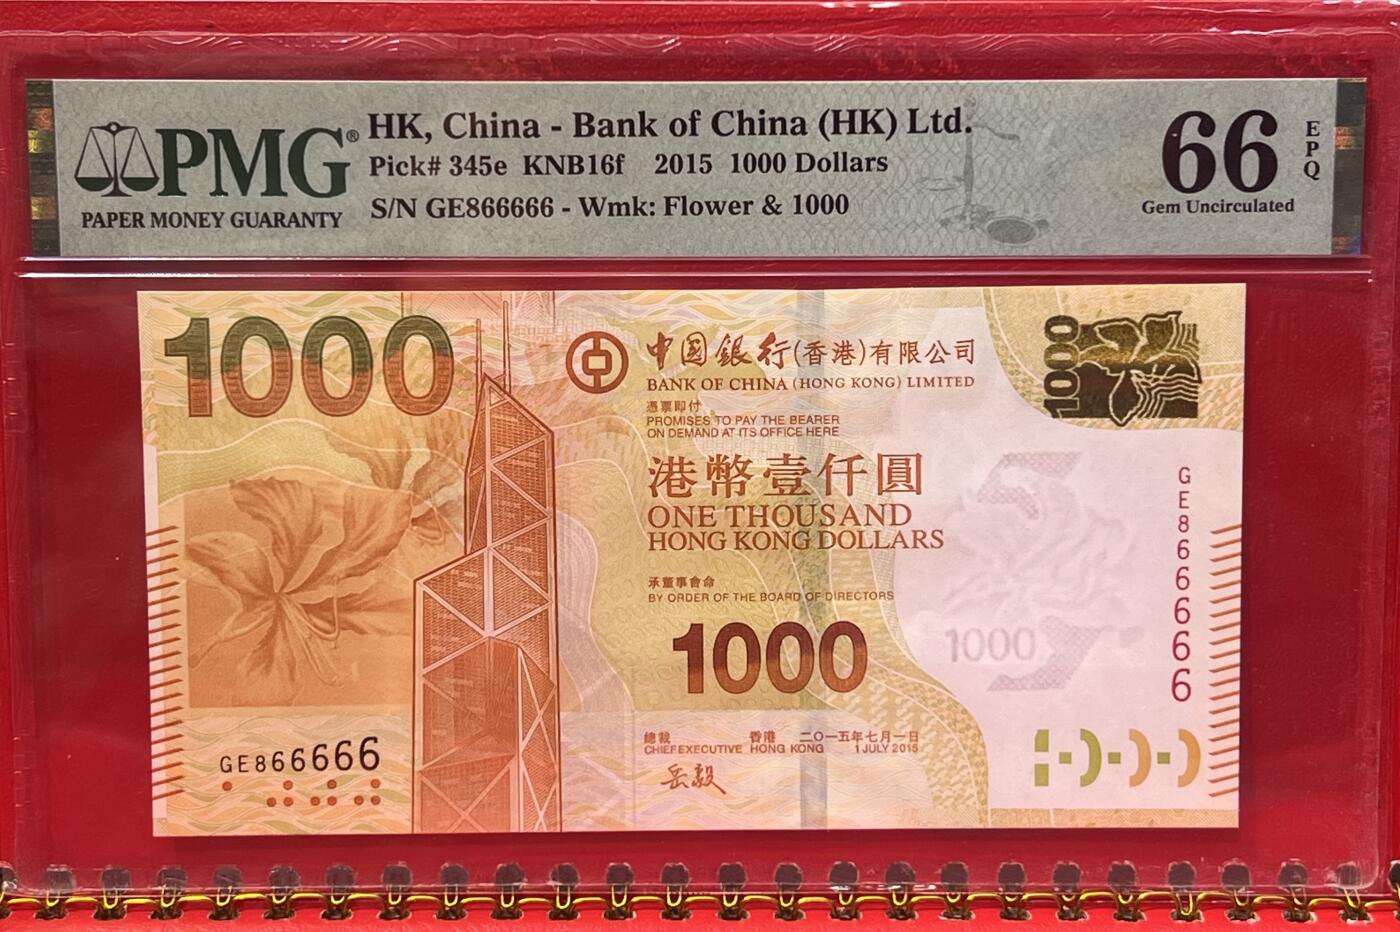 PMG®
PAPER MONEY GUARANTY
HK, China - Bank of China (HK) Ltd.
Pick# 345e KNB16f 2015 1000 Dollars
S/N GE866666 - Wmk: Flower & 1000
66
EPQ
Gem Uncirculated
1000
中國銀行(香港)有限公司
BANK OF CHINA (HONG KONG) LIMITED
憑票即付
PROMISES TO PAY THE BEARER
ON DEMAND AT ITS OFFICE HERE
港幣壹仟圓
ONE THOUSAND
HONG KONG DOLLARS
承董事會命
BY ORDER OF THE BOARD OF DIRECTORS
1000
總裁 香港 二〇一五年七月一日
CHIEF EXECUTIVE HONG KONG 1 JULY 2015
岳毅
GE866666
1000
GE866666
1000